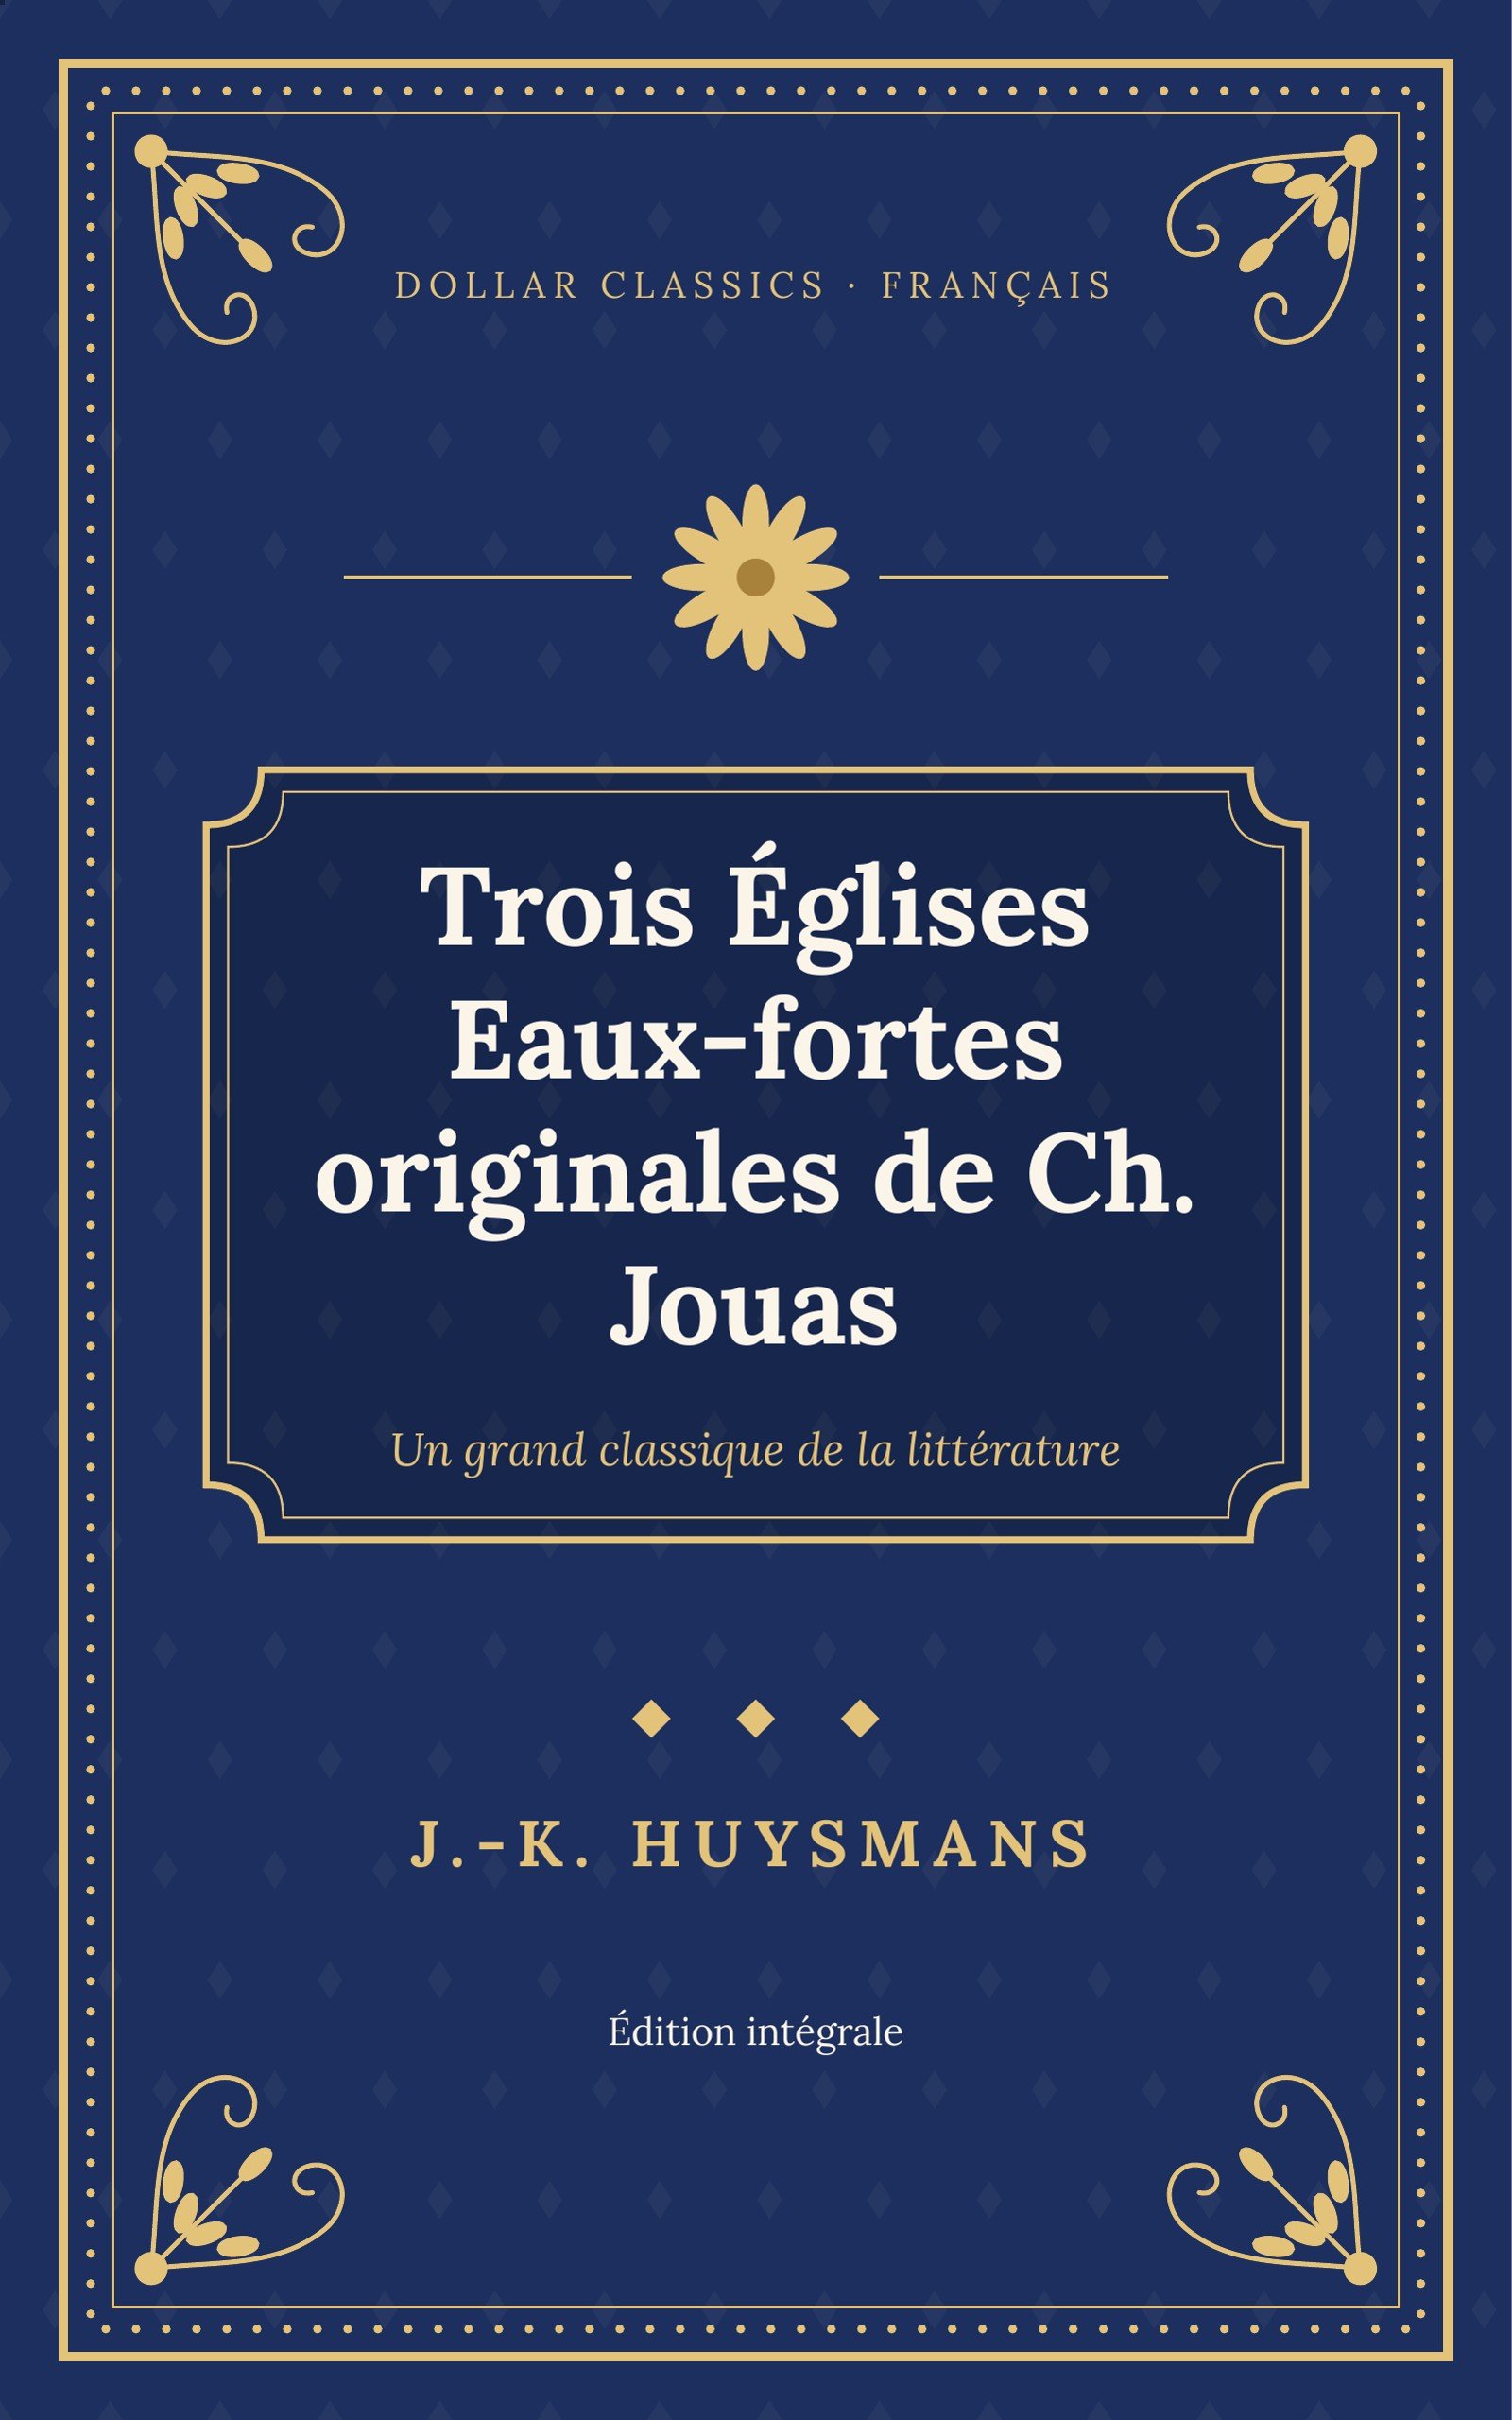 DOLLAR CLASSICS · FRANÇAIS
Trois Églises
Eaux-fortes
originales de Ch.
Jouas
Un grand classique de la littérature
J.-K. HUYSMANS
Édition intégrale